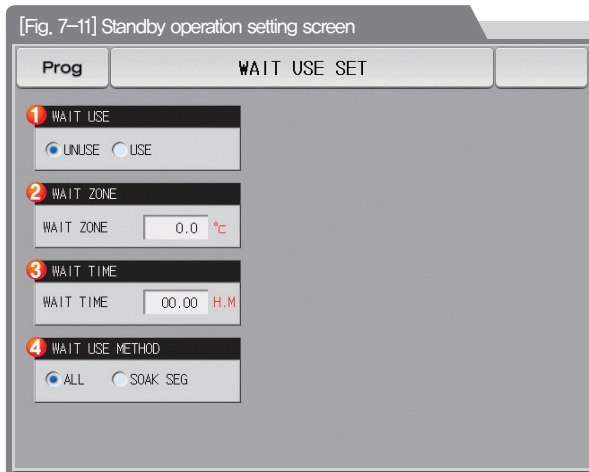 [Fig. 7-11] Standby operation setting screen
Prog WAIT USE SET
1 WAIT USE
UNUSE USE
2 WAIT ZONE
WAIT ZONE 0.0 ℃
3 WAIT TIME
WAIT TIME 00.00 H.M
4 WAIT USE METHOD
ALL SOAK SEG